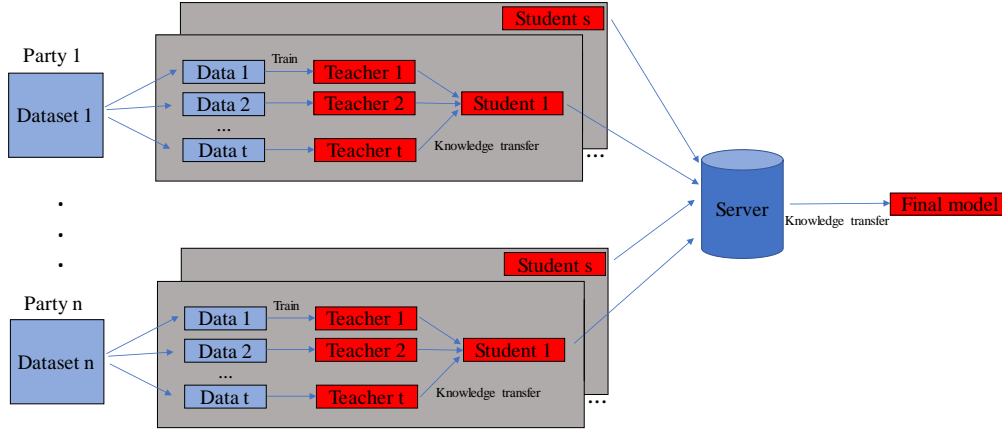 Student s
Party 1
Dataset 1
Train
Data 1
Teacher 1
Data 2
Teacher 2
Student 1
...
Data t
Teacher t
Knowledge transfer
...
Server
Knowledge transfer
Final model
.
.
.
Student s
Party n
Dataset n
Train
Data 1
Teacher 1
Data 2
Teacher 2
Student 1
...
Data t
Teacher t
Knowledge transfer
...